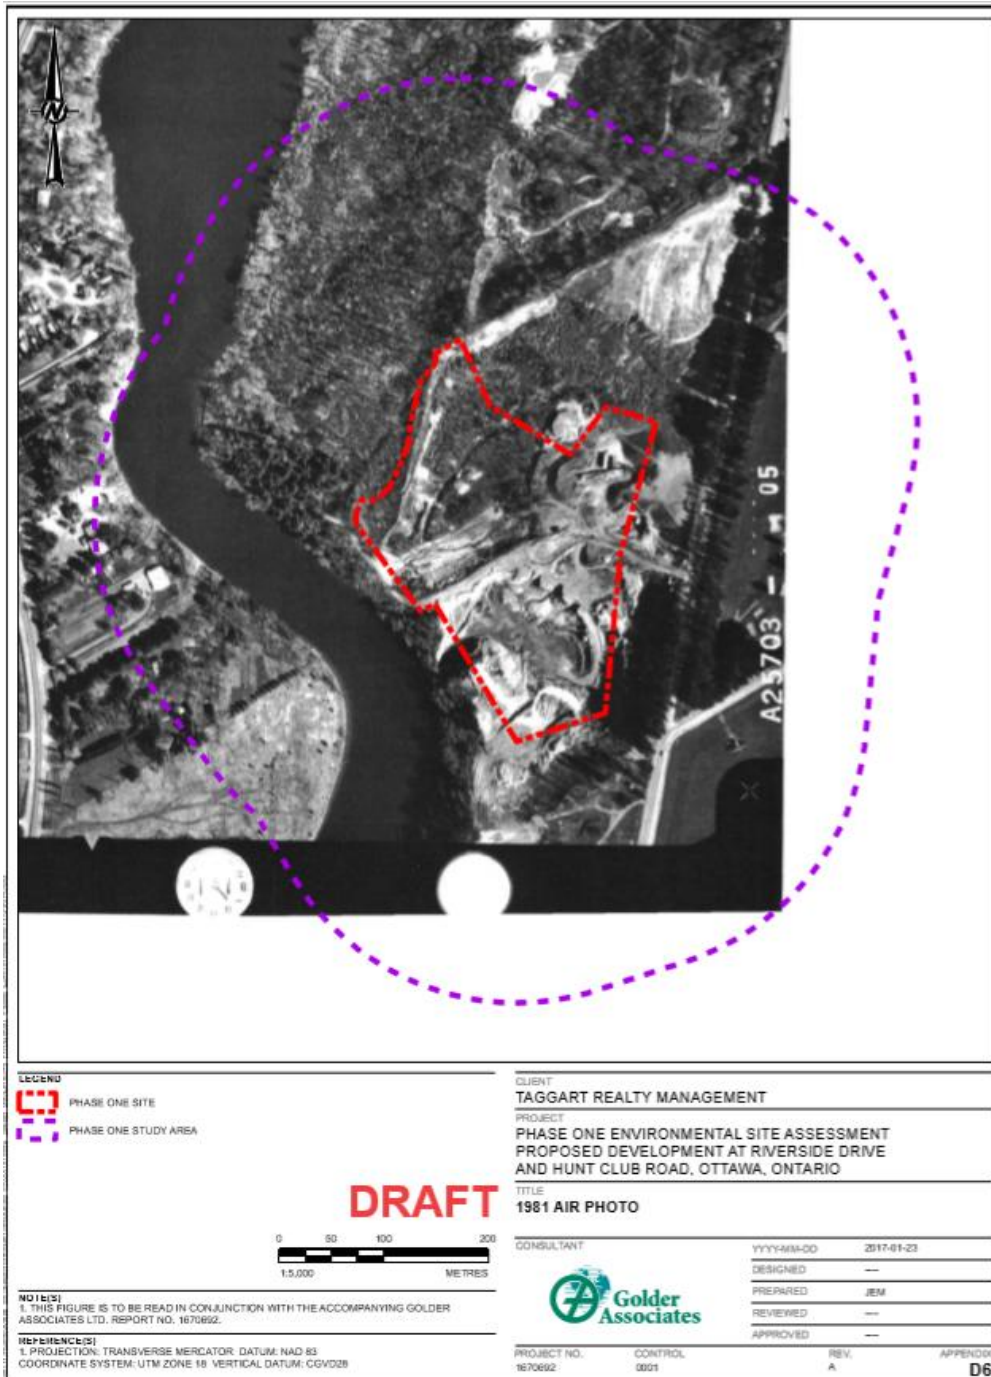 N
A25703 - 105
LEGEND
PHASE ONE SITE
PHASE ONE STUDY AREA
DRAFT
0 50 100 200
1:5,000 METRES
NOTE(S)
1. THIS FIGURE IS TO BE READ IN CONJUNCTION WITH THE ACCOMPANYING GOLDER
ASSOCIATES LTD. REPORT NO. 1670692.
REFERENCE(S)
1. PROJECTION: TRANSVERSE MERCATOR DATUM: NAD 83
COORDINATE SYSTEM: UTM ZONE 18 VERTICAL DATUM: CGVD28
CLIENT
TAGGART REALTY MANAGEMENT
PROJECT
PHASE ONE ENVIRONMENTAL SITE ASSESSMENT
PROPOSED DEVELOPMENT AT RIVERSIDE DRIVE
AND HUNT CLUB ROAD, OTTAWA, ONTARIO
TITLE
1981 AIR PHOTO
CONSULTANT
Golder
Associates
YYYY-MM-DD 2017-01-23
DESIGNED ---
PREPARED JEM
REVIEWED ---
APPROVED ---
PROJECT NO. CONTROL REV. APPENDIX
1670692 0001 A D6